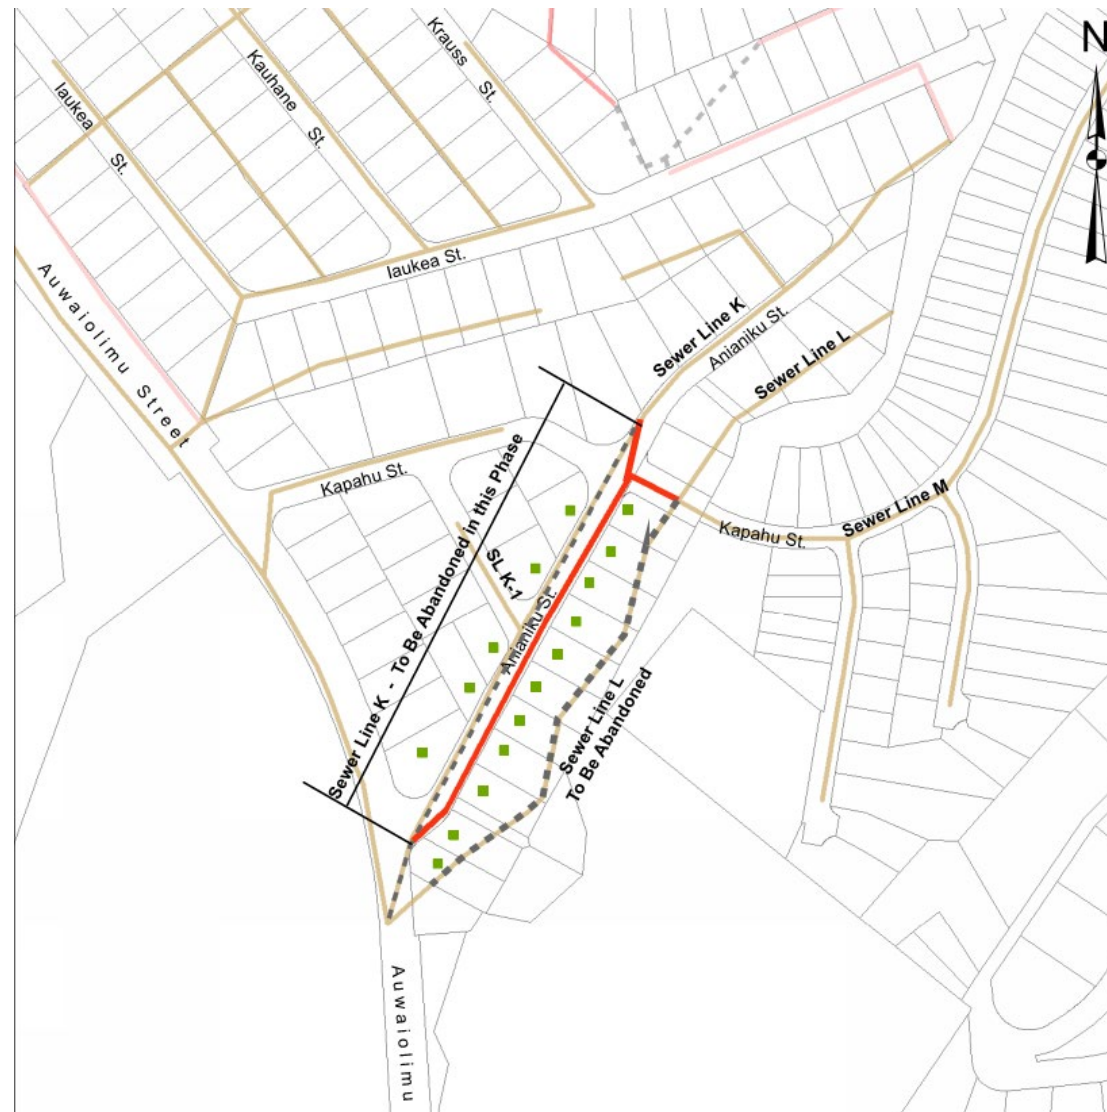 N
Krauss St.
Kauhane St.
Iaukea St.
Iaukea St.
Auwaiolimu Street
Sewer Line K
Anianiku St.
Sewer Line L
Kapahu St.
Sewer Line K - To Be Abandoned in this Phase
SL K-1
Anianiku St.
Sewer Line M
Kapahu St.
Sewer Line L
To Be Abandoned
Auwaiolimu